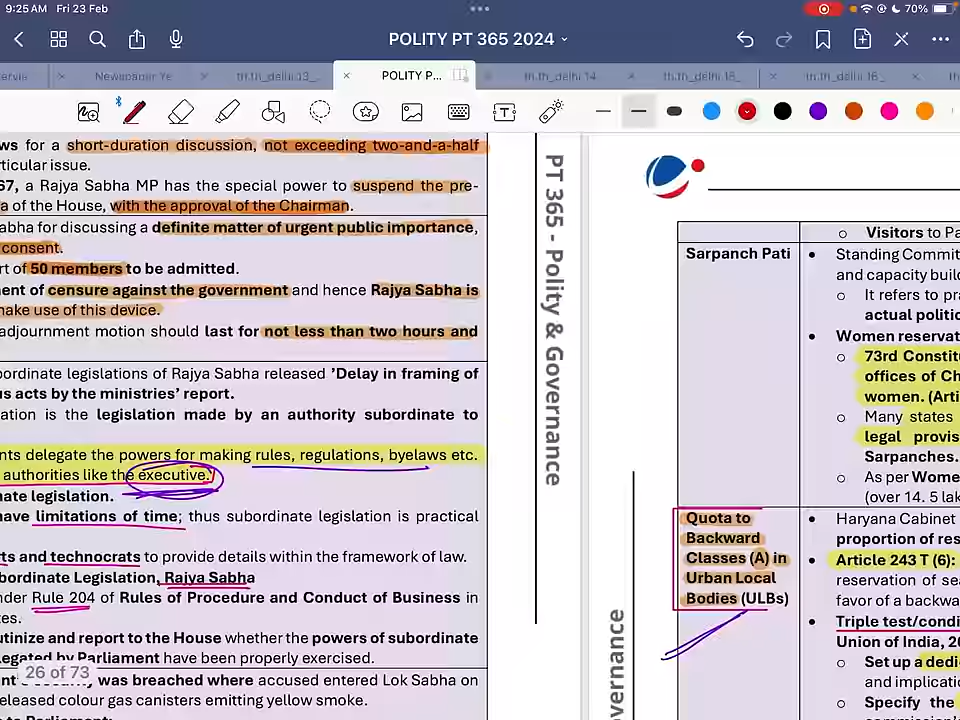 9:25 AM Fri 23 Feb
70%
POLITY PT 365 2024
ervie
Newspaper Ye
th.th_delhi.13_...
POLITY P...
th.th_delhi.14
th.th_delhi.15_
th.th_delhi.16_
th
ws for a short-duration discussion, not exceeding two-and-a-half
rticular issue.
67, a Rajya Sabha MP has the special power to suspend the pre-
a of the House, with the approval of the Chairman.
abha for discussing a definite matter of urgent public importance,
consent.
rt of 50 members to be admitted.
nent of censure against the government and hence Rajya Sabha is
make use of this device.
adjournment motion should last for not less than two hours and
bordinate legislations of Rajya Sabha released 'Delay in framing of
us acts by the ministries' report.
ation is the legislation made by an authority subordinate to
nts delegate the powers for making rules, regulations, byelaws etc.
authorities like the executive.
nate legislation.
have limitations of time; thus subordinate legislation is practical
rts and technocrats to provide details within the framework of law.
bordinate Legislation, Rajya Sabha
nder Rule 204 of Rules of Procedure and Conduct of Business in
tes.
utinize and report to the House whether the powers of subordinate
legated by Parliament have been properly exercised.
26 of 73
was breached where accused entered Lok Sabha on
eleased colour gas canisters emitting yellow smoke.
to Parliament:
PT 365 - Polity & Governance
overnance
o Visitors to Pa
Sarpanch Pati
• Standing Committ
and capacity build
o It refers to pra
actual politic
• Women reservat
o 73rd Constitu
offices of Ch
women. (Arti
o Many states
legal provis
Sarpanches.
o As per Wome
(over 14. 5 lak
Quota to
Backward
Classes (A) in
Urban Local
Bodies (ULBs)
• Haryana Cabinet
proportion of res
• Article 243 T (6):
reservation of sea
favor of a backwa
• Triple test/condi
Union of India, 20
o Set up a dedi
and implicatio
o Specify the